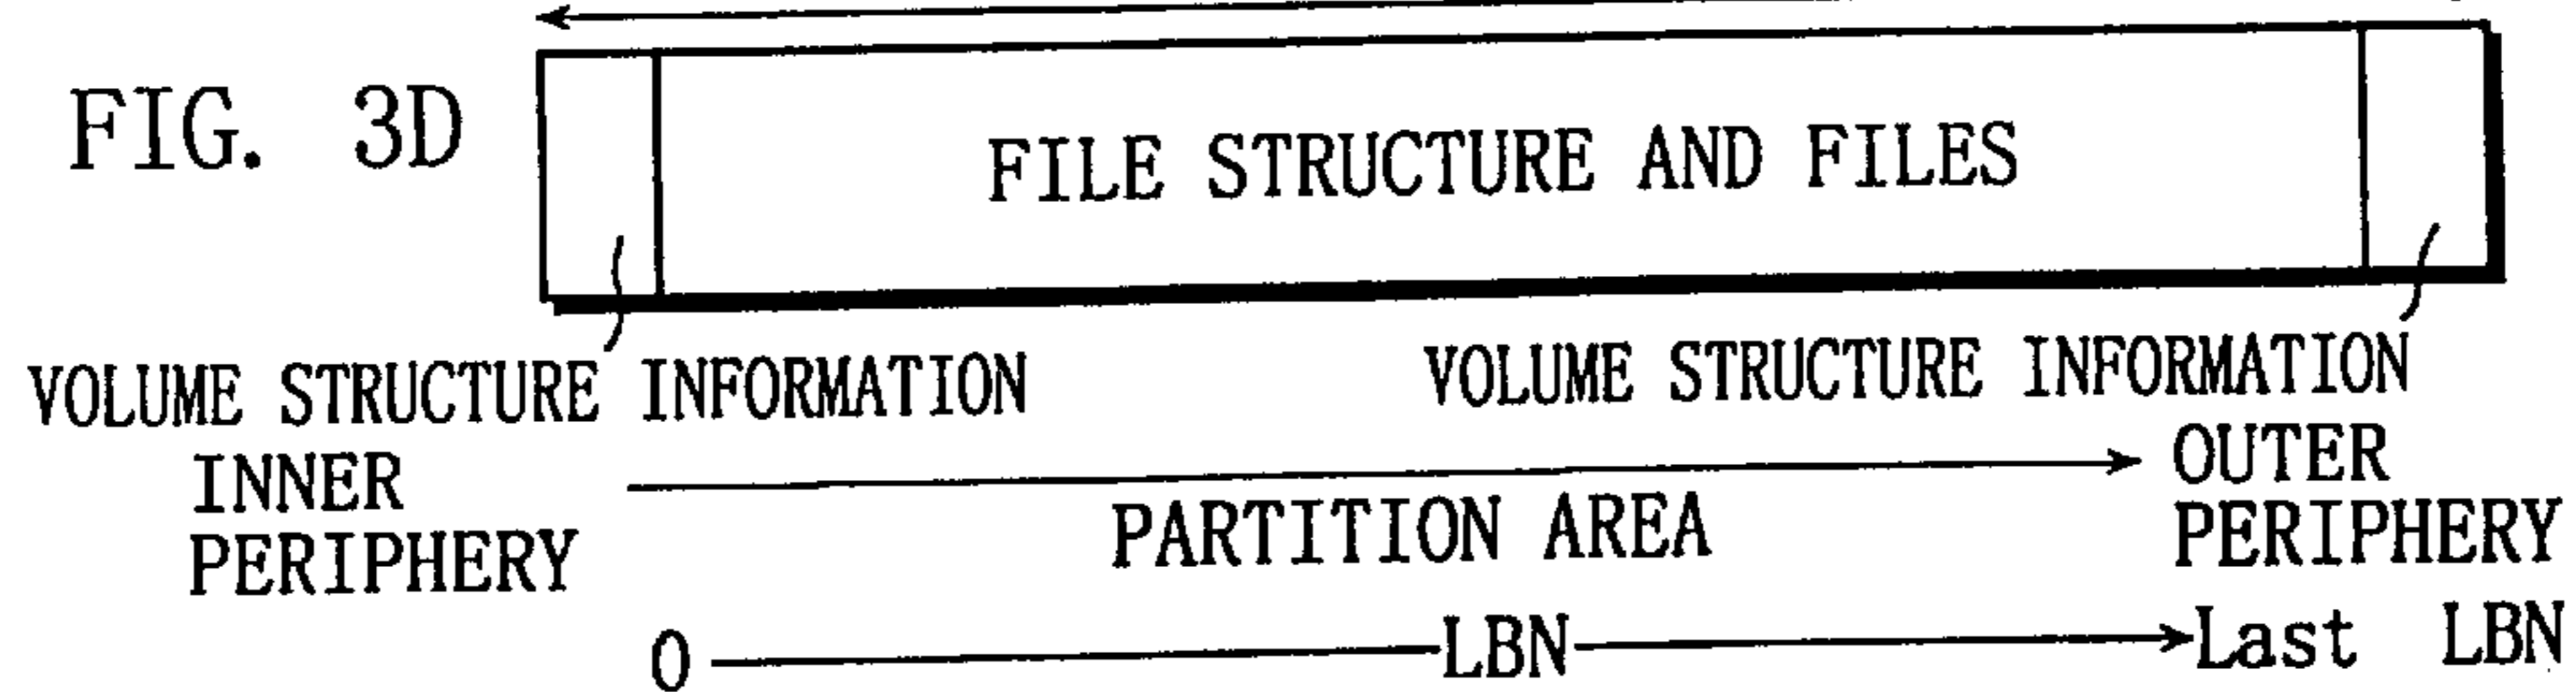 FIG. 3D
FILE STRUCTURE AND FILES
VOLUME STRUCTURE INFORMATION
VOLUME STRUCTURE INFORMATION
INNER
PERIPHERY
OUTER
PERIPHERY
PARTITION AREA
0 LBN Last LBN